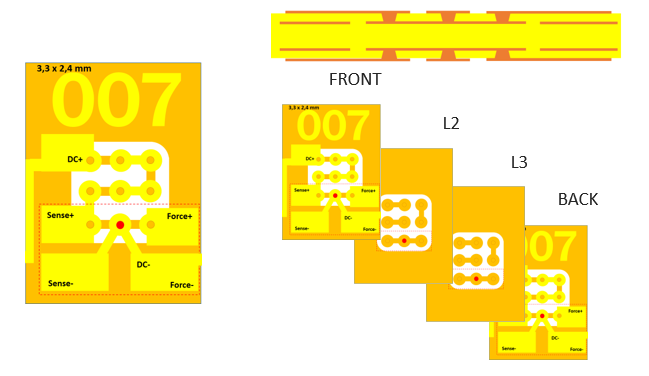 3,3 x 2,4 mm
007
DC+
Sense+
Force+
DC-
Sense-
Force-
FRONT
3,3 x 2,4 mm
007
DC+
Sense+
Force+
DC-
Sense-
Force-
L2
L3
BACK
007
Force+
DC-
Sense-
Force-